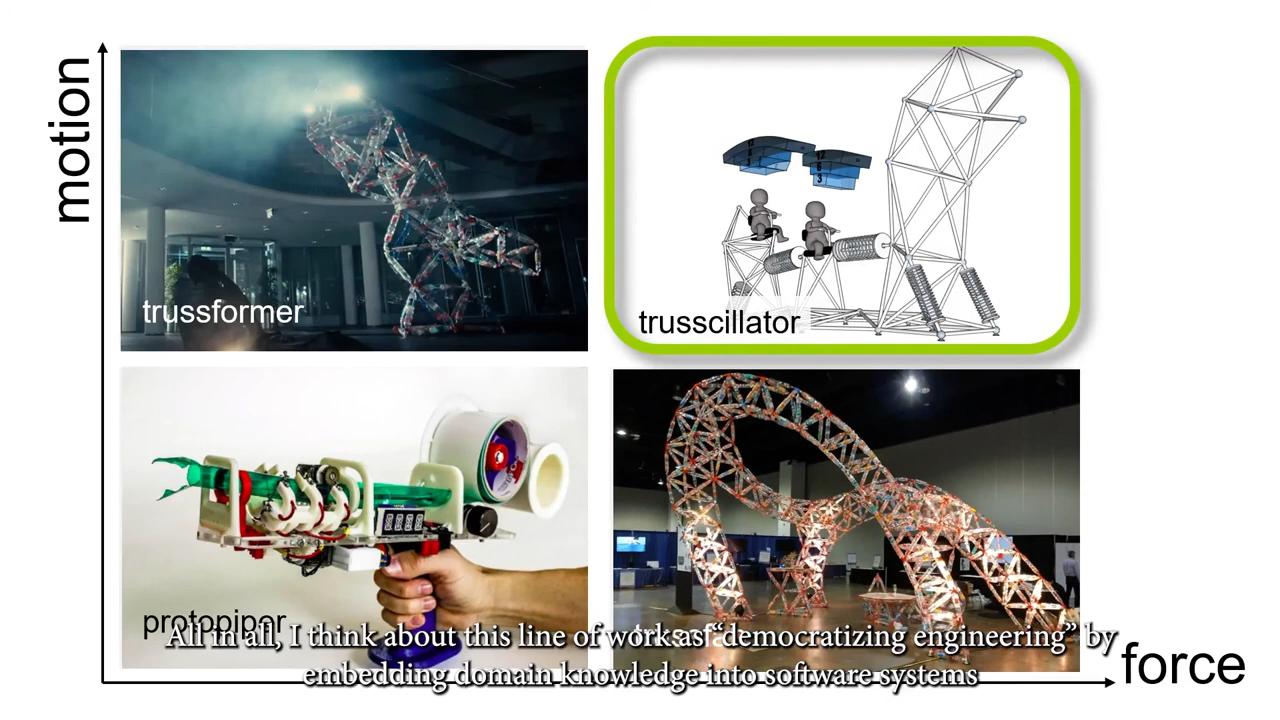 motion
trussformer
trusscillator
protopiper
All in all, I think about this line of work as “democratizing engineering” by
embedding domain knowledge into software systems
force